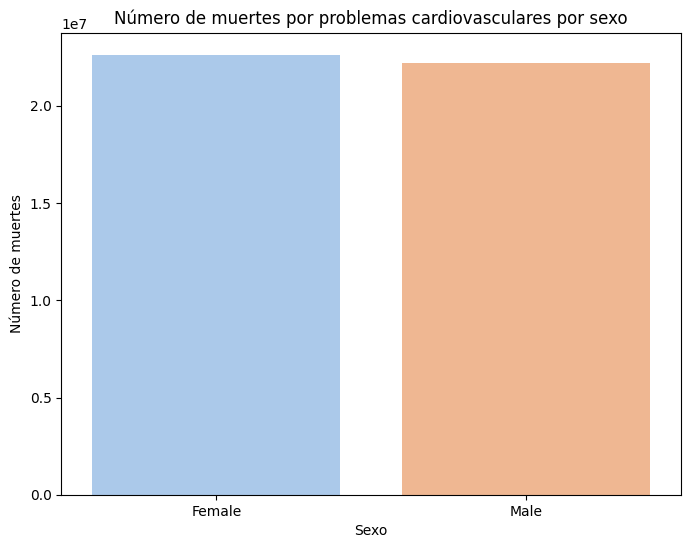 Número de muertes por problemas cardiovasculares por sexo
1e7
2.0
1.5
1.0
0.5
0.0
Número de muertes
Female
Male
Sexo